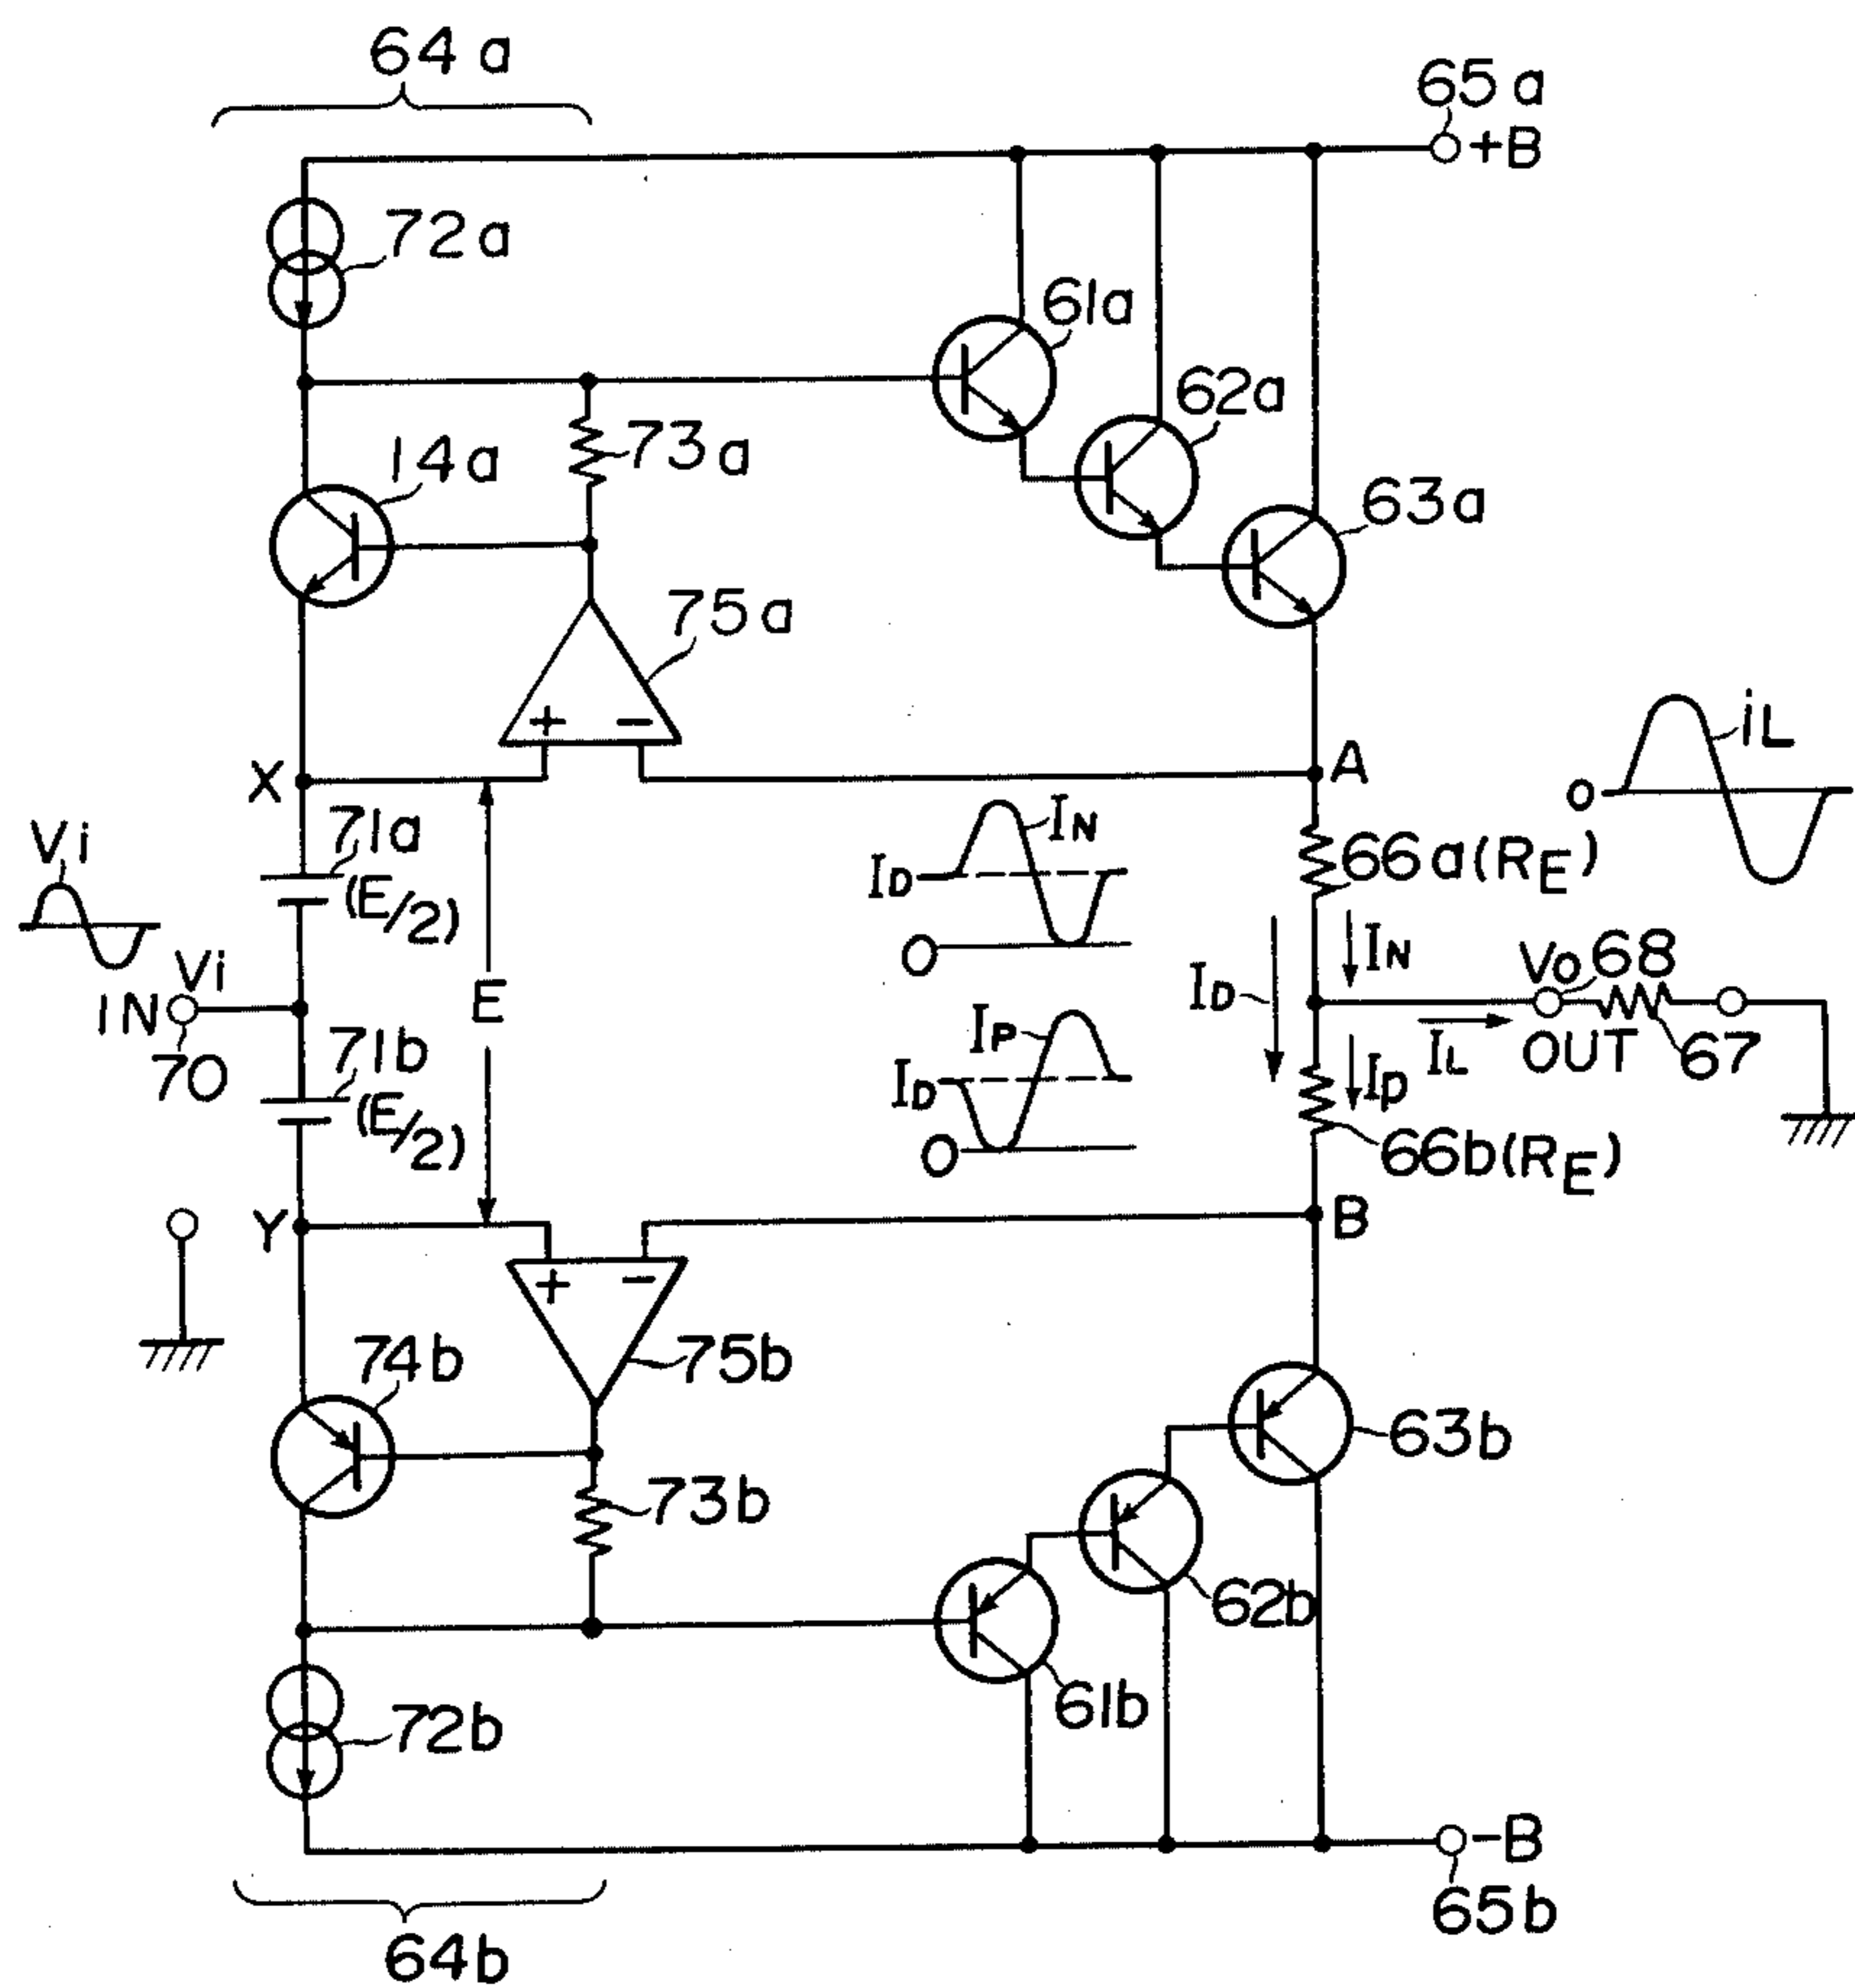 64a
65a
+B
72a
61a
62a
73a
14a
63a
75a
+ −
iL
X
A
0
71a
(E/2)
IN
66a(RE)
Vi
ID
0
IN
E
ID
Vo 68
Vi
IN
70
71b
(E/2)
IP
ID
0
IL
OUT
67
IP
66b(RE)
Y
B
+ −
74b
75b
63b
73b
62b
61b
72b
−B
65b
64b